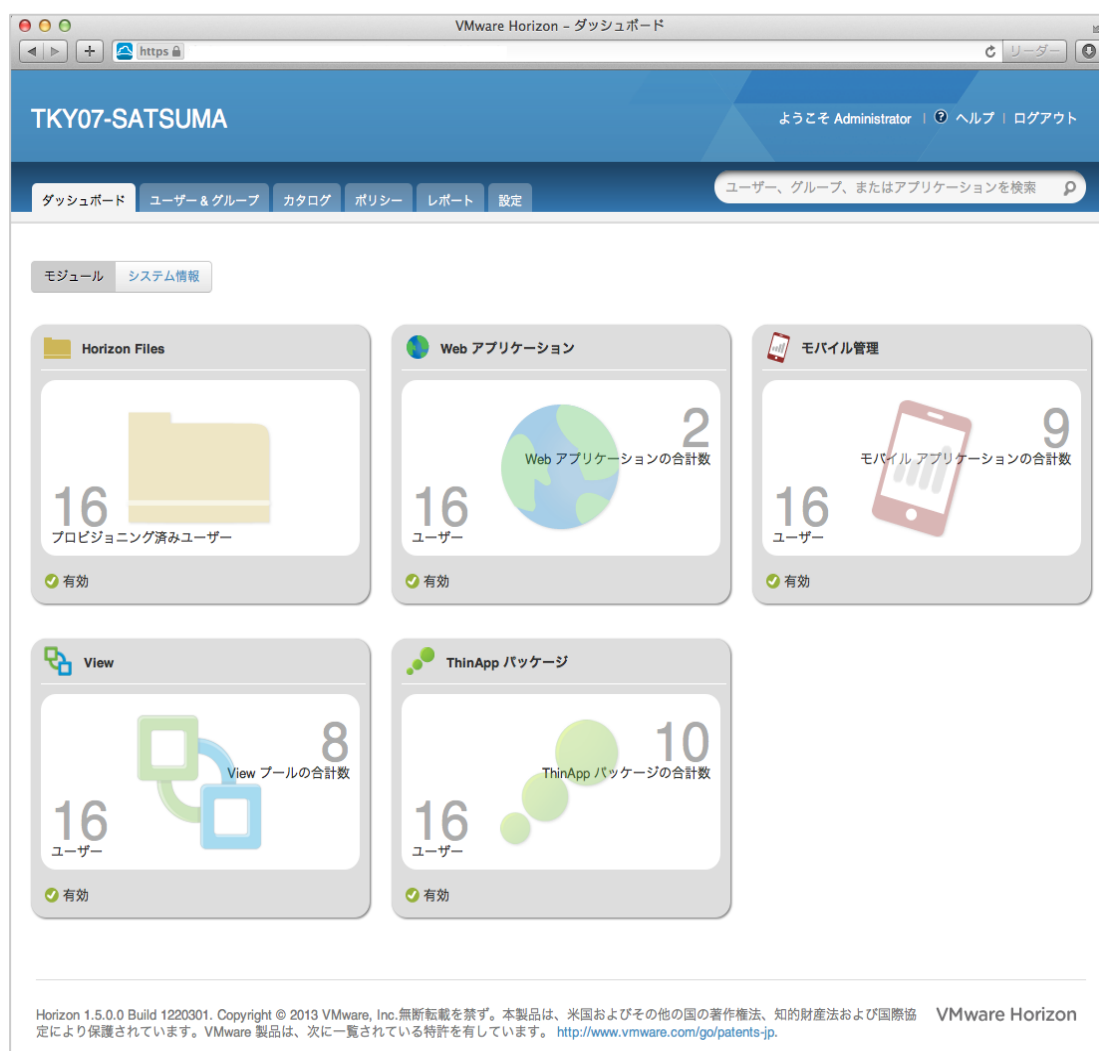 VMware Horizon – ダッシュボード
https
リーダー
TKY07-SATSUMA
ようこそ Administrator | ヘルプ | ログアウト
ダッシュボード ユーザー & グループ カタログ ポリシー レポート 設定
ユーザー、グループ、またはアプリケーションを検索
モジュール システム情報
Horizon Files
16
プロビジョニング済みユーザー
有効
Web アプリケーション
2
Web アプリケーションの合計数
16
ユーザー
有効
モバイル管理
9
モバイル アプリケーションの合計数
16
ユーザー
有効
View
8
View プールの合計数
16
ユーザー
有効
ThinApp パッケージ
10
ThinApp パッケージの合計数
16
ユーザー
有効
Horizon 1.5.0.0 Build 1220301. Copyright © 2013 VMware, Inc.無断転載を禁ず。本製品は、米国およびその他の国の著作権法、知的財産法および国際協
定により保護されています。VMware 製品は、次に一覧されている特許を有しています。 http://www.vmware.com/go/patents-jp.
VMware Horizon